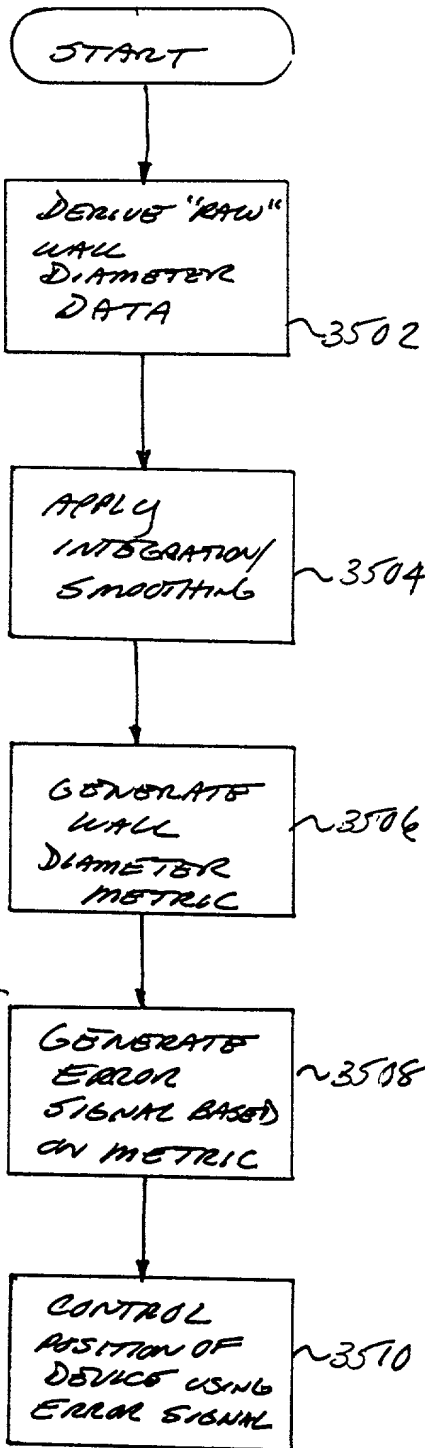 START
DERIVE "RAW"
WALL
DIAMETER
DATA
~3502
APPLY
INTEGRATION/
SMOOTHING
~3504
GENERATE
WALL
DIAMETER
METRIC
~3506
GENERATE
ERROR
SIGNAL BASED
ON METRIC
~3508
CONTROL
POSITION OF
DEVICE USING
ERROR SIGNAL
~3510